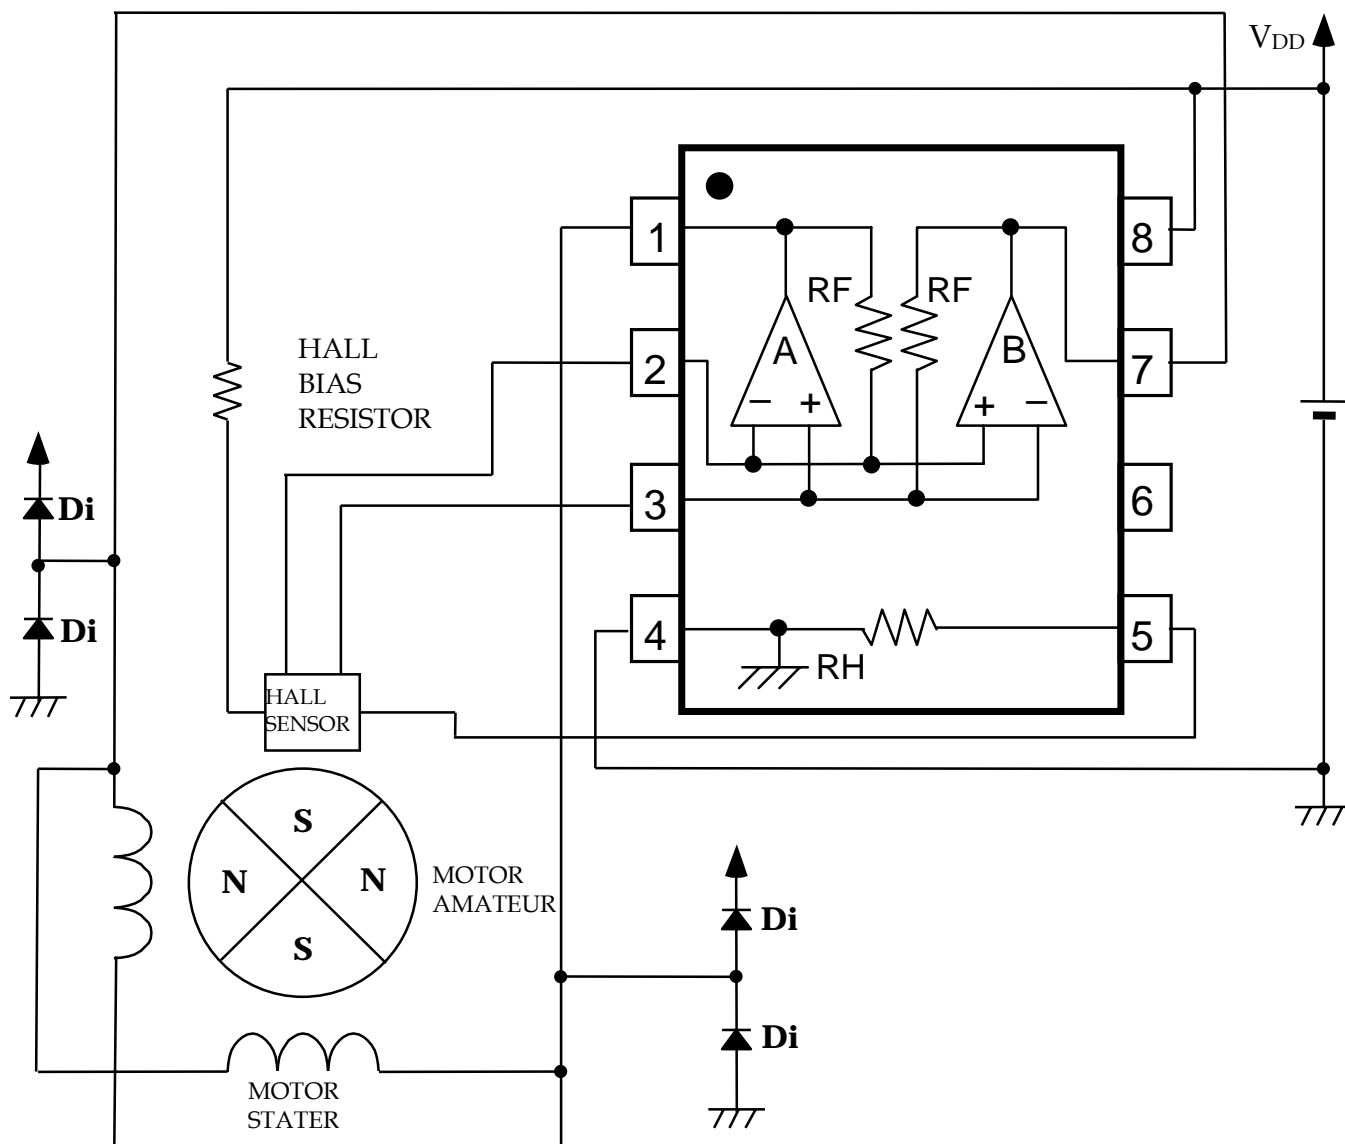 VDD
1
8
RF
RF
HALL
BIAS
RESISTOR
2
A
B
7
− +
+ −
Di
3
6
Di
4
5
RH
HALL
SENSOR
S
N
N
S
MOTOR
AMATEUR
Di
Di
MOTOR
STATER